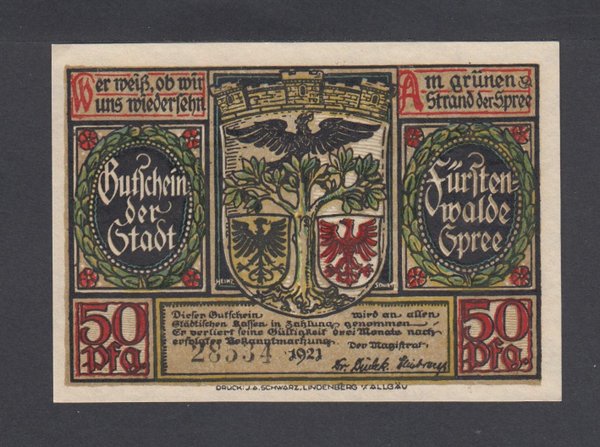 Wer weiß, ob wir
uns wiedersehn
Am grünen
Strand der Spree
Gutschein
der
Stadt
Fürsten-
walde
Spree
50
Pfg.
Dieser Gutschein wird an allen
Städtischen Kassen in Zahlung genommen
Er verliert seine Gültigkeit drei Monate nach
erfolgter Bekanntmachung. Der Magistrat
28534 1921
50
Pfg.
DRUCK: J.A. SCHWARZ, LINDENBERG I/ALLGÄU